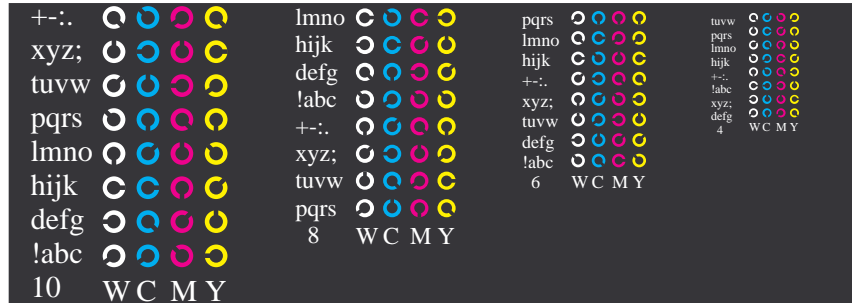 +-:.
xyz;
tuvw
pqrs
lmno
hijk
defg
!abc
10 W C M Y
lmno
hijk
defg
!abc
+-:.
xyz;
tuvw
pqrs
8 W C M Y
pqrs
lmno
hijk
+-:.
xyz;
tuvw
defg
!abc
6 W C M Y
tuvw
pqrs
lmno
hijk
+-:.
!abc
xyz;
defg
4 W C M Y